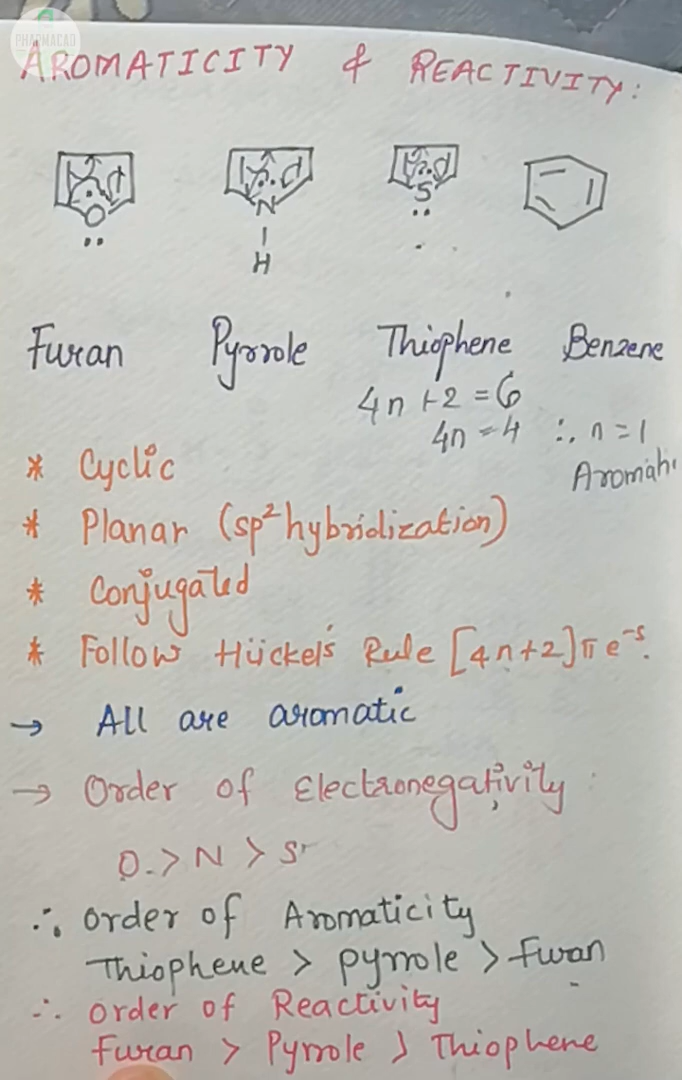 PHARMACAD
AROMATICITY & REACTIVITY:
O N S
H
Furan Pyrrole Thiophene Benzene
4n +2 = 6
4n = 4 ∴ n = 1
Aromati
* Cyclic
* Planar (sp² hybridization)
* Conjugated
* Follow Hückel's Rule [4n+2]π e⁻s.
→ All are aromatic
→ Order of Electronegativity :
O > N > S
∴ order of Aromaticity
Thiophene > pyrrole > Furan
∴ order of Reactivity
Furan > Pyrrole > Thiophene